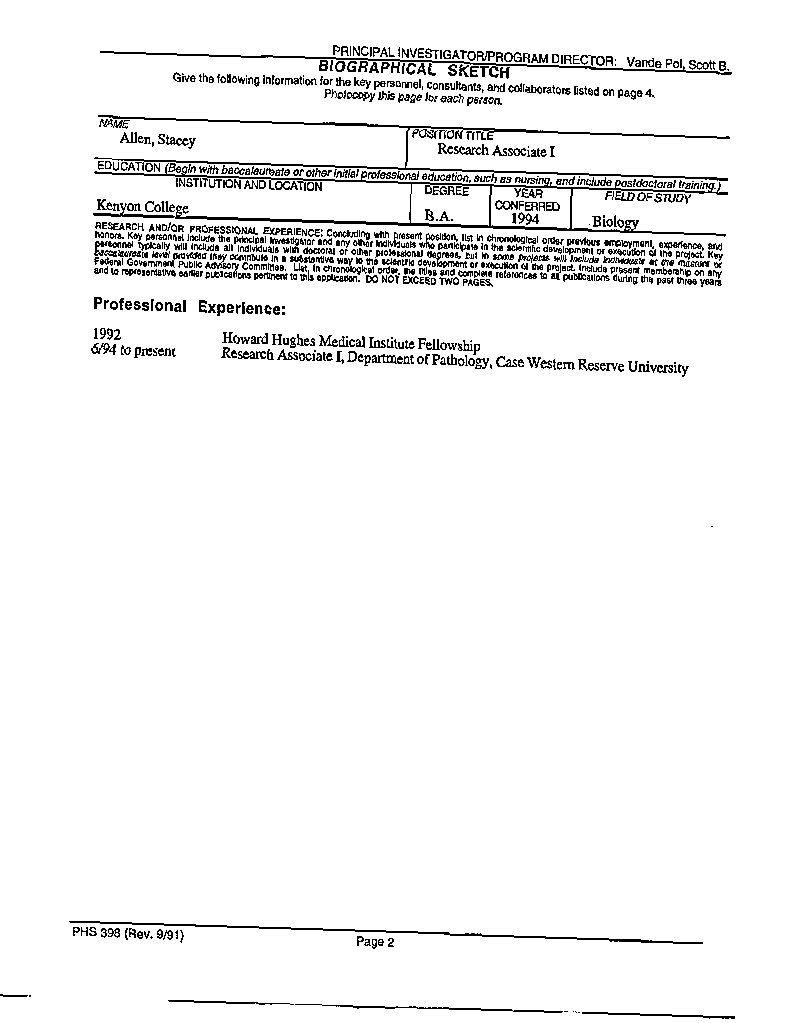 PRINCIPAL INVESTIGATOR/PROGRAM DIRECTOR: Vande Pol, Scott B.
BIOGRAPHICAL SKETCH
Give the following information for the key personnel, consultants, and collaborators listed on page 4.
Photocopy this page for each person.
NAME
Allen, Stacey
POSITION TITLE
Research Associate I
EDUCATION (Begin with baccalaureate or other initial professional education, such as nursing, and include postdoctoral training.)
INSTITUTION AND LOCATION
DEGREE
YEAR
CONFERRED
FIELD OF STUDY
Kenyon College
B.A.
1994
Biology
RESEARCH AND/OR PROFESSIONAL EXPERIENCE: Concluding with present position, list in chronological order previous employment, experience, and
honors. Key personnel include the principal investigator and any other individuals who participate in the scientific development or execution of the project. Key
personnel typically will include all individuals with doctoral or other professional degrees, but in some projects will include individuals at the masters or
baccalaureate level provided they contribute in a substantive way to the scientific development or execution of the project. Include present membership on any
Federal Government Public Advisory Committee. List, in chronological order, the titles and complete references to all publications during the past three years
and to representative earlier publications pertinent to this application. DO NOT EXCEED TWO PAGES.
Professional Experience:
1992 Howard Hughes Medical Institute Fellowship
6/94 to present Research Associate I, Department of Pathology, Case Western Reserve University
PHS 398 (Rev. 9/91)
Page 2